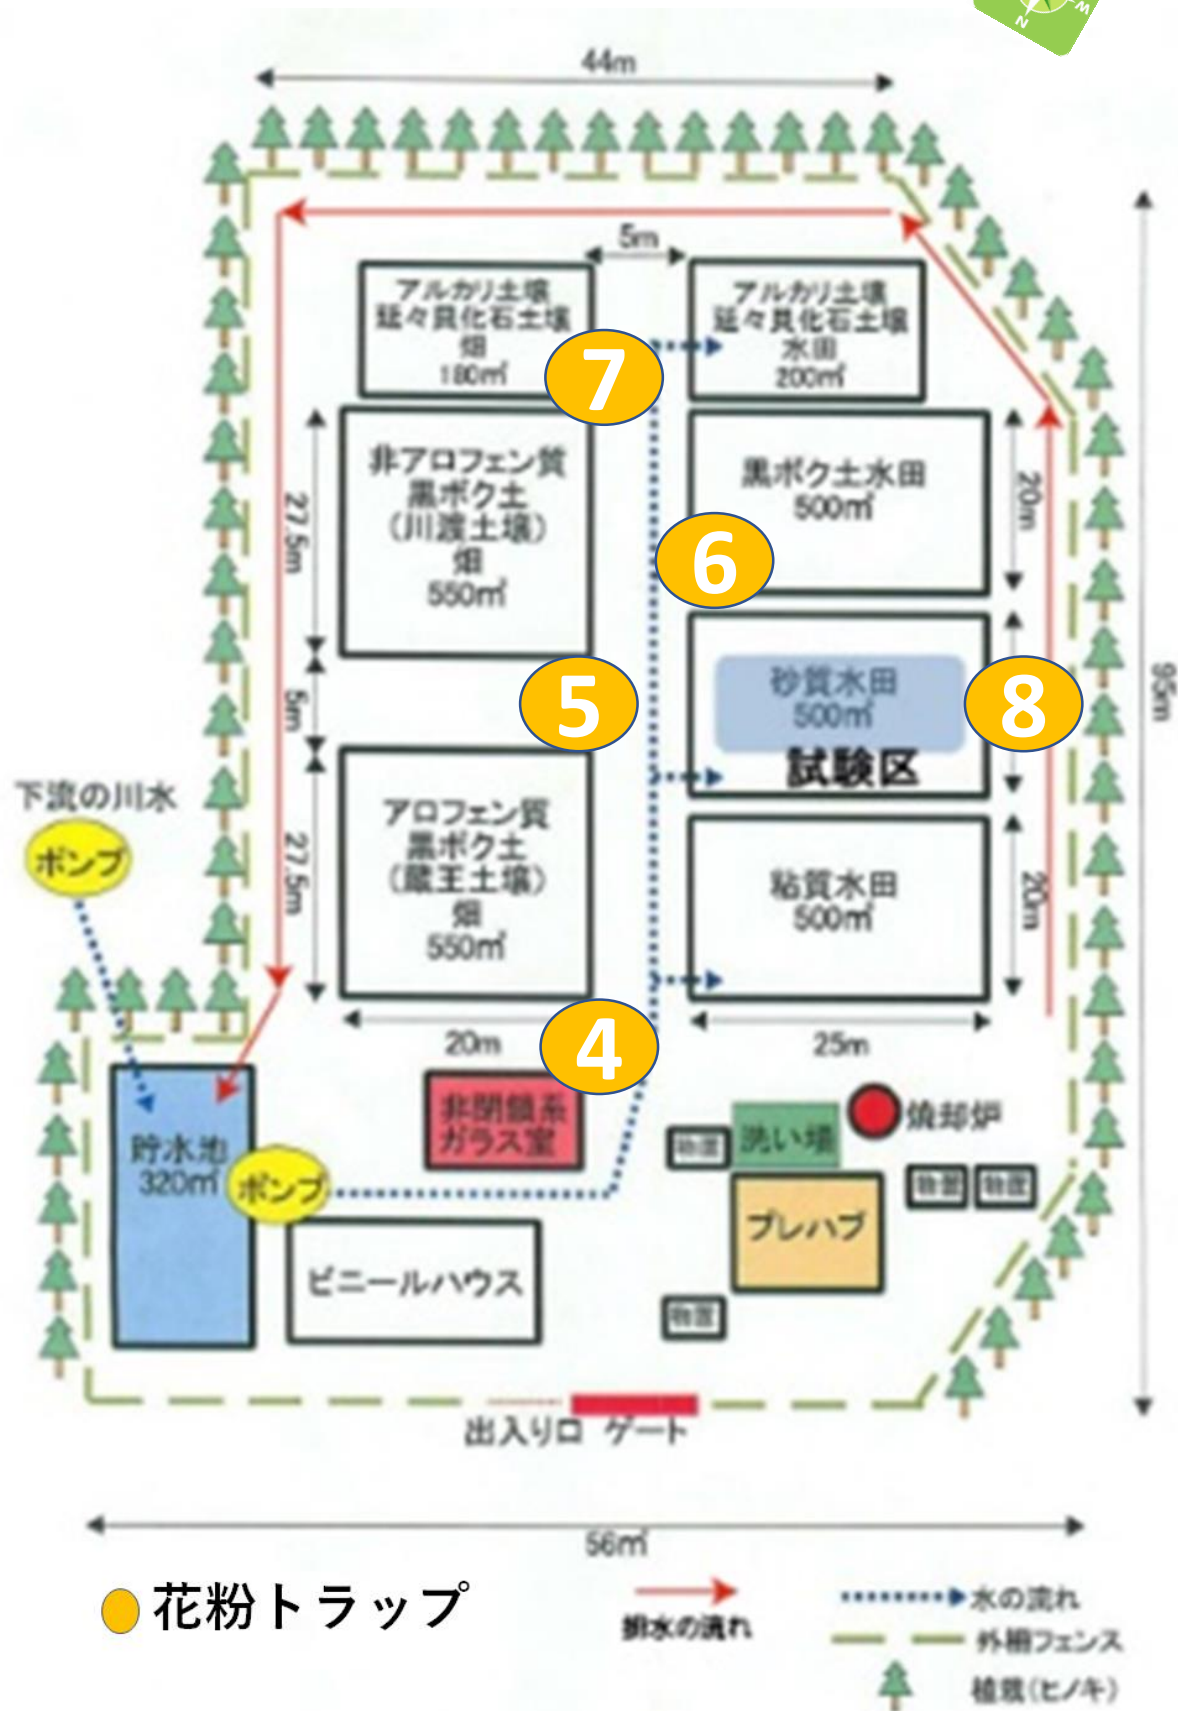 N
W
44m
5m
アルカリ土壌
延々貝化石土壌
畑
180㎡
アルカリ土壌
延々貝化石土壌
水田
200㎡
7
27.5m
非アロフェン質
黒ボク土
（川渡土壌）
畑
550㎡
黒ボク土水田
500㎡
20m
6
5m
5
砂質水田
500㎡
試験区
8
95m
下流の川水
ポンプ
27.5m
アロフェン質
黒ボク土
（蔵王土壌）
畑
550㎡
粘質水田
500㎡
20m
20m
4
25m
非閉鎖系
ガラス室
貯水池
320㎡
ポンプ
物置
洗い場
焼却炉
物置
物置
プレハブ
ビニールハウス
物置
出入り口 ゲート
56㎡
花粉トラップ
排水の流れ
水の流れ
外柵フェンス
植栽（ヒノキ）